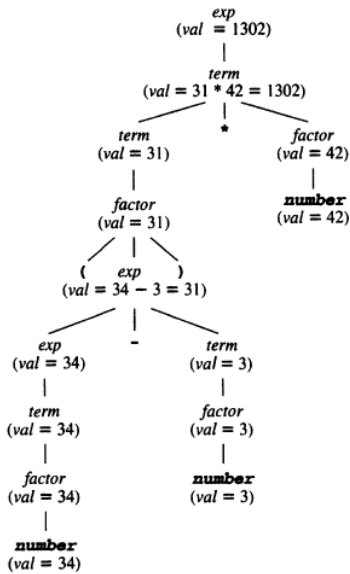 exp
(val = 1302)
term
(val = 31 * 42 = 1302)
term * factor
(val = 31) (val = 42)
factor number
(val = 31) (val = 42)
( exp )
(val = 34 − 3 = 31)
exp - term
(val = 34) (val = 3)
term factor
(val = 34) (val = 3)
factor number
(val = 34) (val = 3)
number
(val = 34)